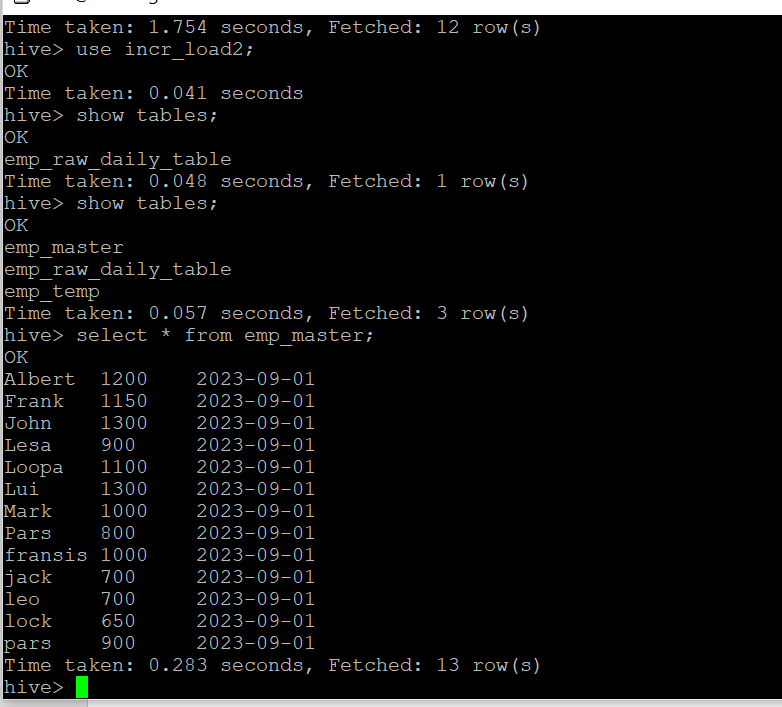 Time taken: 1.754 seconds, Fetched: 12 row(s)
hive> use incr_load2;
OK
Time taken: 0.041 seconds
hive> show tables;
OK
emp_raw_daily_table
Time taken: 0.048 seconds, Fetched: 1 row(s)
hive> show tables;
OK
emp_master
emp_raw_daily_table
emp_temp
Time taken: 0.057 seconds, Fetched: 3 row(s)
hive> select * from emp_master;
OK
Albert  1200    2023-09-01
Frank   1150    2023-09-01
John    1300    2023-09-01
Lesa    900     2023-09-01
Loopa   1100    2023-09-01
Lui     1300    2023-09-01
Mark    1000    2023-09-01
Pars    800     2023-09-01
fransis 1000    2023-09-01
jack    700     2023-09-01
leo     700     2023-09-01
lock    650     2023-09-01
pars    900     2023-09-01
Time taken: 0.283 seconds, Fetched: 13 row(s)
hive>